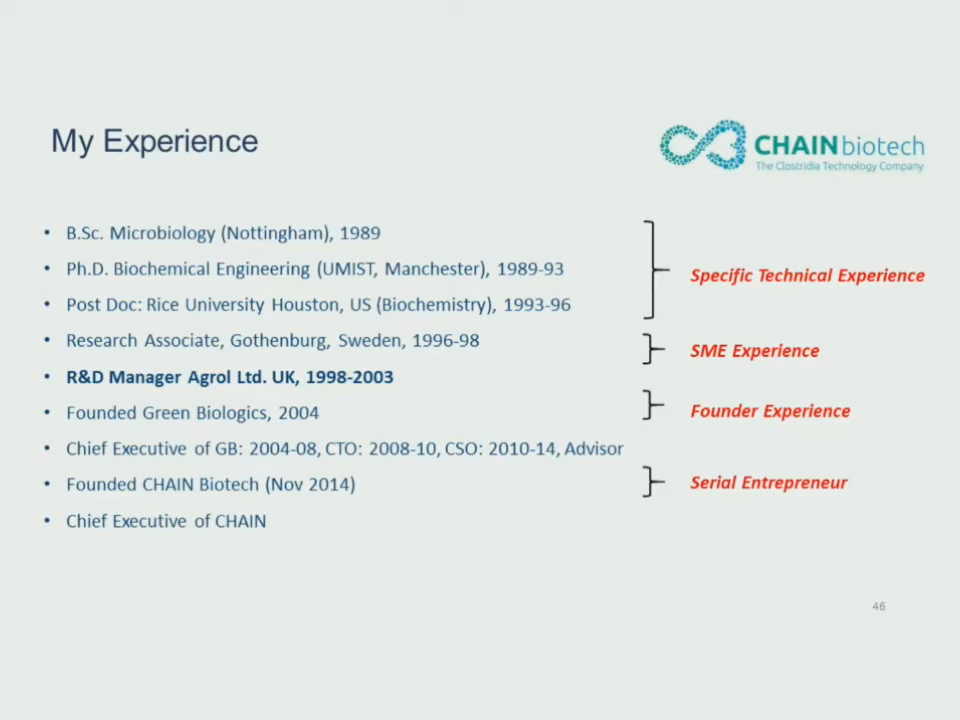 My Experience
CHAINbiotech
The Clostridia Technology Company
• B.Sc. Microbiology (Nottingham), 1989
• Ph.D. Biochemical Engineering (UMIST, Manchester), 1989-93
• Post Doc: Rice University Houston, US (Biochemistry), 1993-96
Specific Technical Experience
• Research Associate, Gothenburg, Sweden, 1996-98
SME Experience
• R&D Manager Agrol Ltd. UK, 1998-2003
• Founded Green Biologics, 2004
Founder Experience
• Chief Executive of GB: 2004-08, CTO: 2008-10, CSO: 2010-14, Advisor
• Founded CHAIN Biotech (Nov 2014)
Serial Entrepreneur
• Chief Executive of CHAIN
46